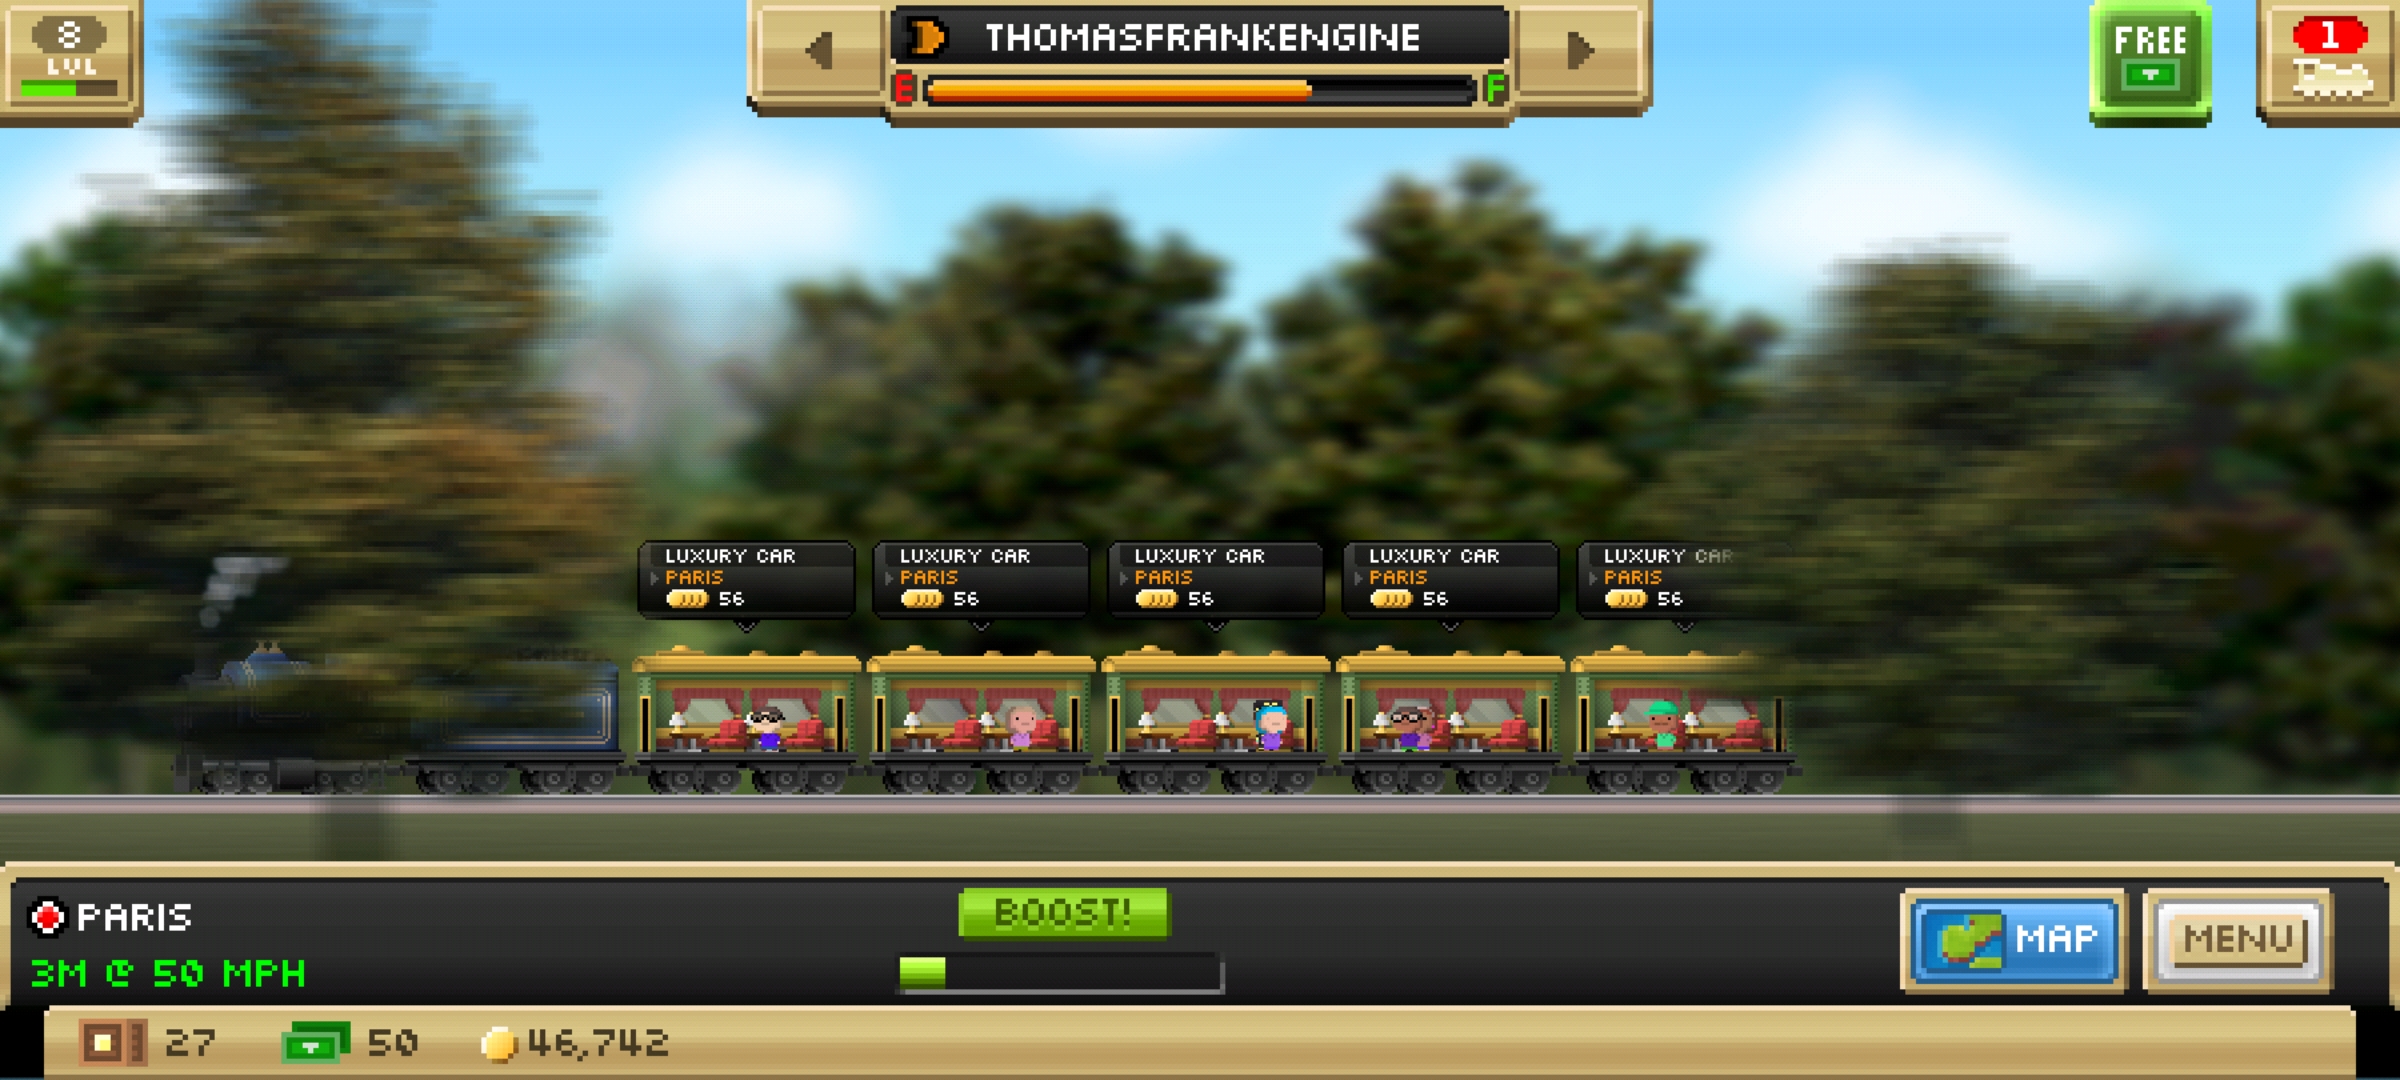 8
LVL
THOMASFRANKENGINE
E F
FREE
1
LUXURY CAR
PARIS
56
LUXURY CAR
PARIS
56
LUXURY CAR
PARIS
56
LUXURY CAR
PARIS
56
LUXURY CAR
PARIS
56
PARIS
3M @ 50 MPH
BOOST!
MAP
MENU
27
50
46,742